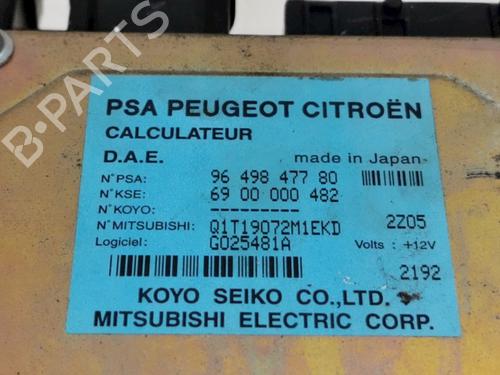 B-PARTS
PSA PEUGEOT CITROËN
CALCULATEUR
D.A.E. made in Japan
N°PSA: 96 498 477 80
N°KSE: 69 00 000 482
N°KOYO: ----------
N°MITSUBISHI: Q1T19072M1EKD 2Z05
Logiciel: G025481A Volts : +12V
2192
KOYO SEIKO CO.,LTD.
MITSUBISHI ELECTRIC CORP.